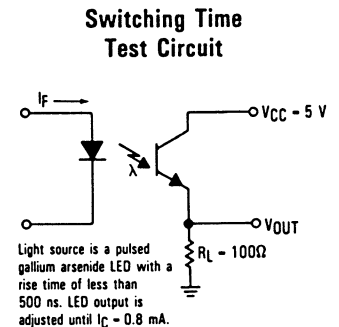 Switching Time
Test Circuit
IF
VCC - 5 V
λ
VOUT
RL - 100Ω
Light source is a pulsed
gallium arsenide LED with a
rise time of less than
500 ns. LED output is
adjusted until IC - 0.8 mA.